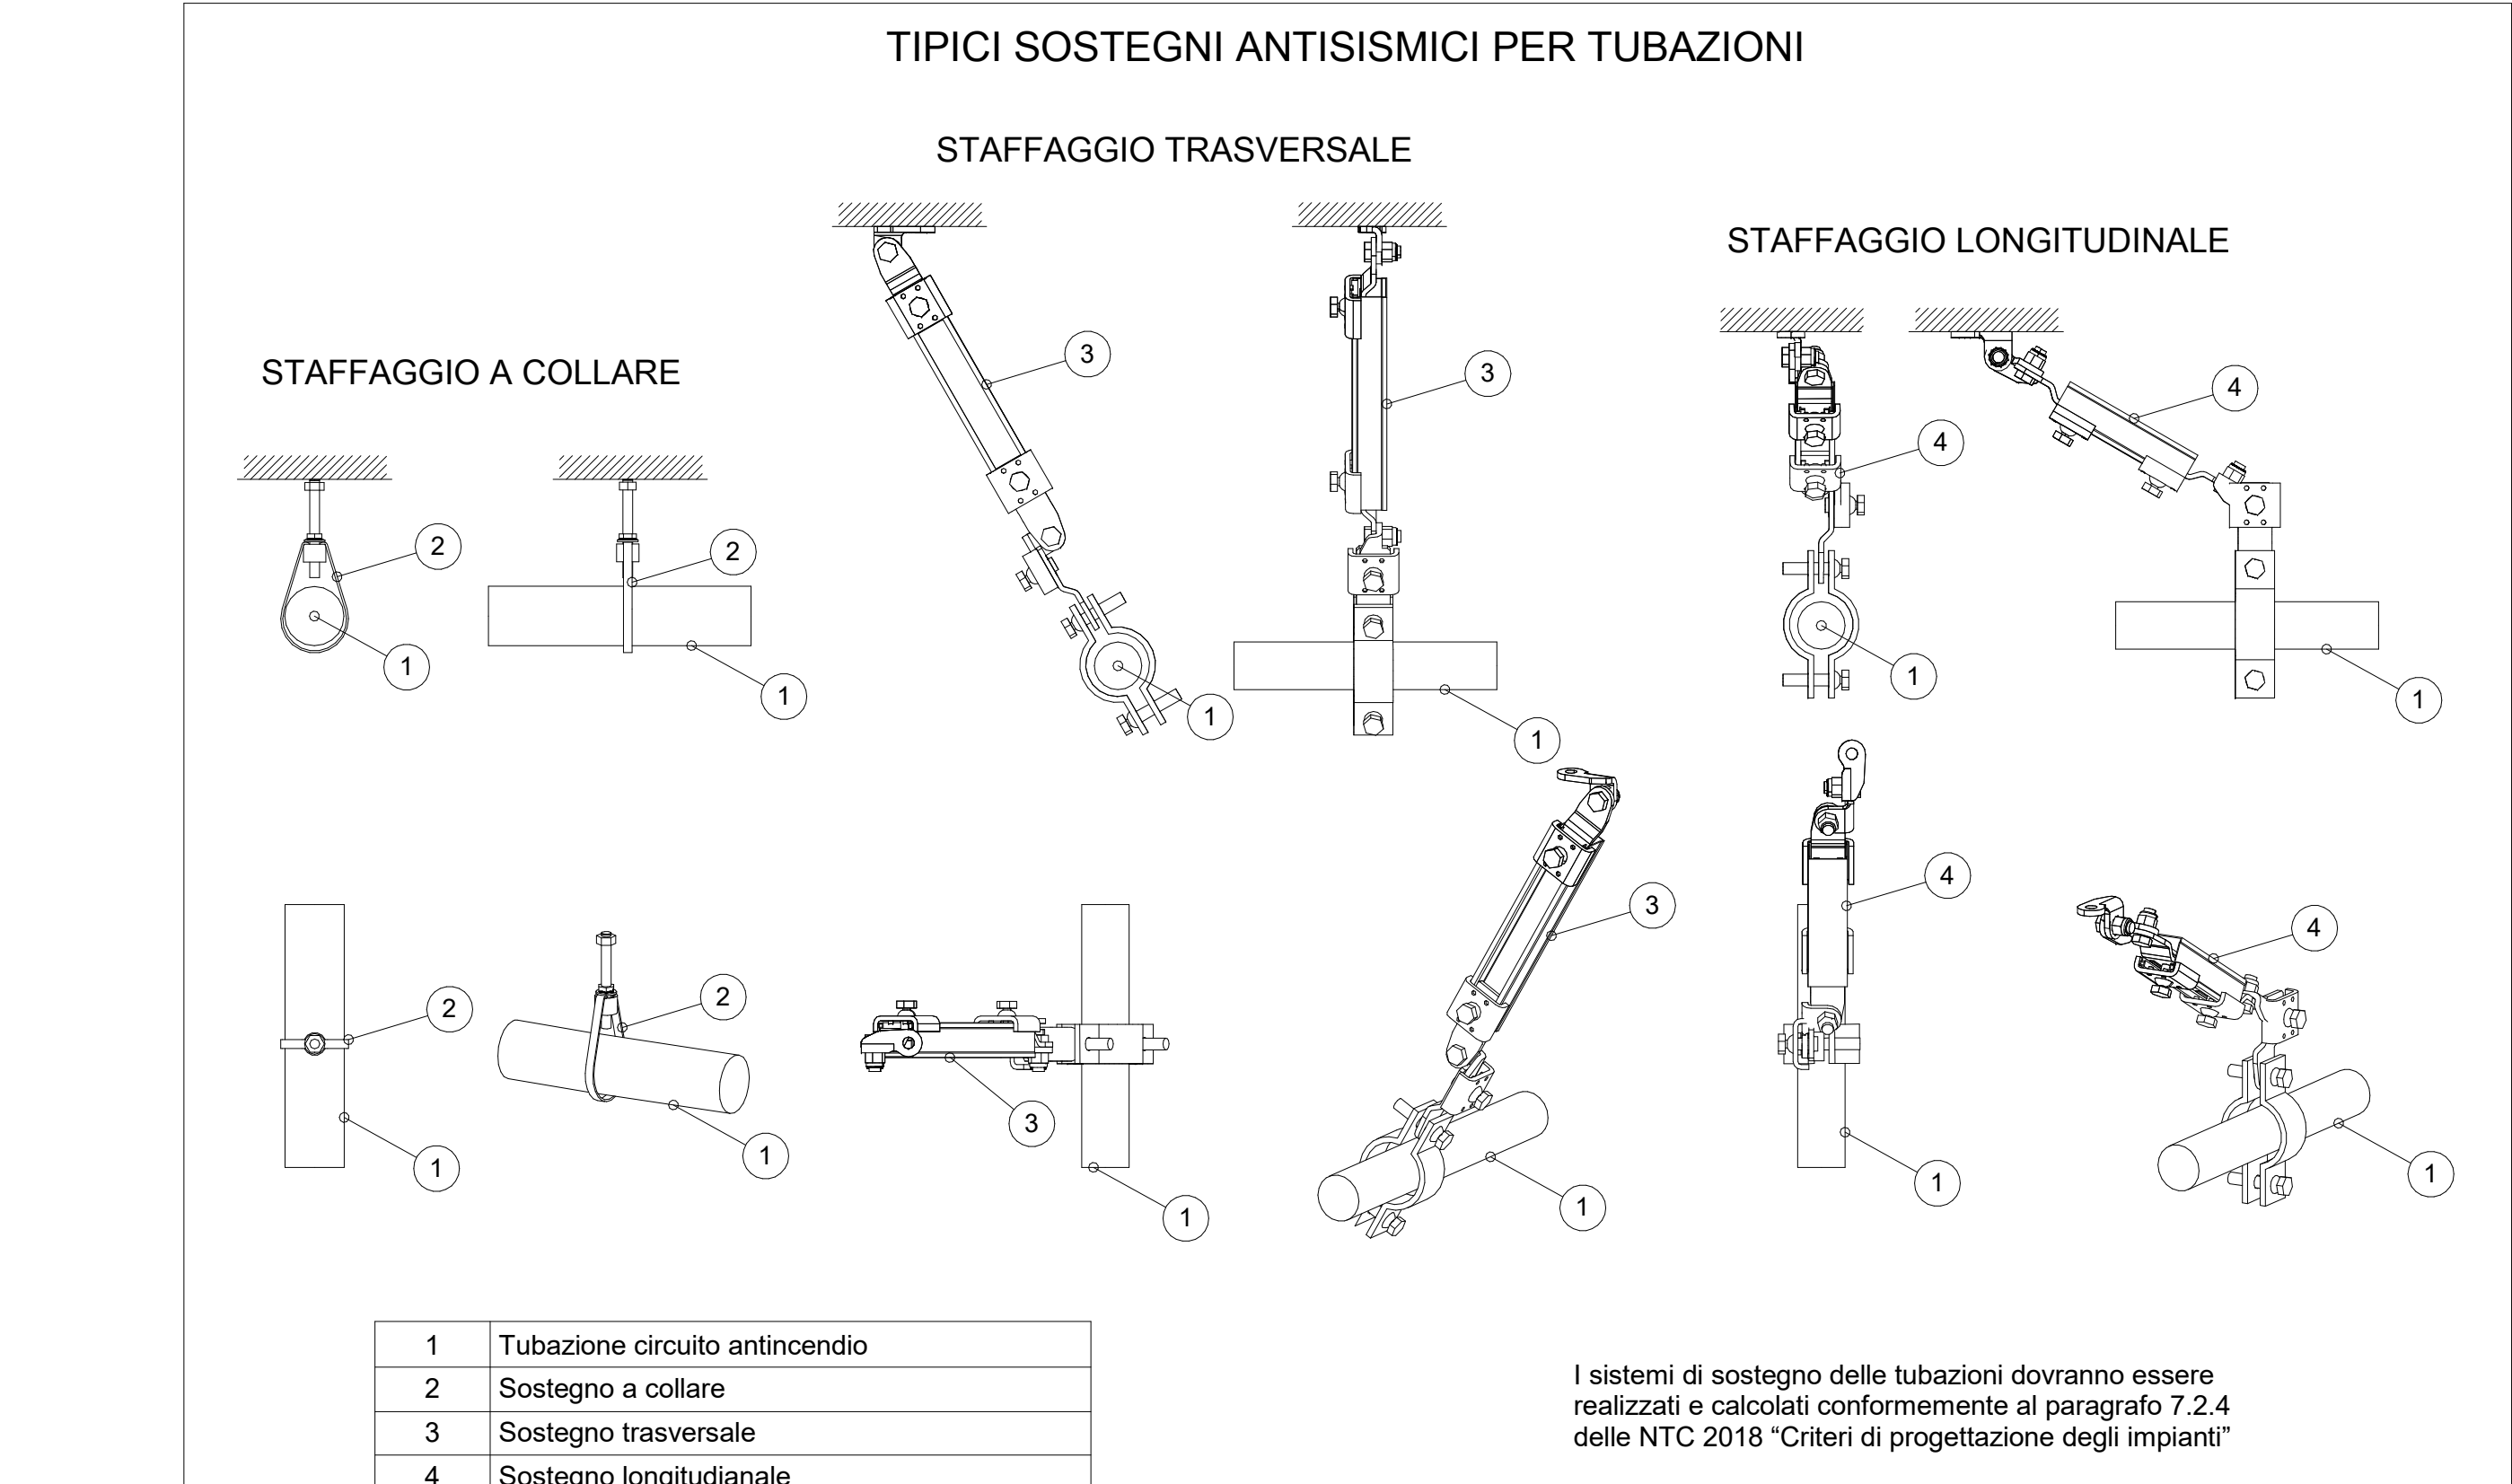 TIPICI SOSTEGNI ANTISISMICI PER TUBAZIONI
STAFFAGGIO TRASVERSALE
STAFFAGGIO LONGITUDINALE
STAFFAGGIO A COLLARE
3
3
4
4
2
2
1
1
1
1
1
1
3
4
4
2
2
3
1
1
1
1
1
1
1 Tubazione circuito antincendio
2 Sostegno a collare
3 Sostegno trasversale
4 Sostegno longitudianale
I sistemi di sostegno delle tubazioni dovranno essere
realizzati e calcolati conformemente al paragrafo 7.2.4
delle NTC 2018 “Criteri di progettazione degli impianti”